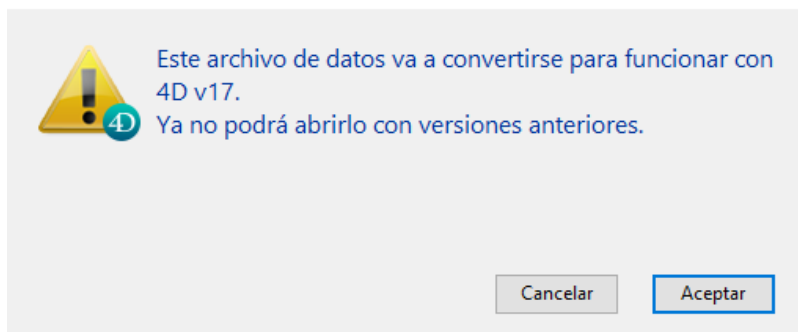 Este archivo de datos va a convertirse para funcionar con
4D v17.
Ya no podrá abrirlo con versiones anteriores.
4D
Cancelar Aceptar